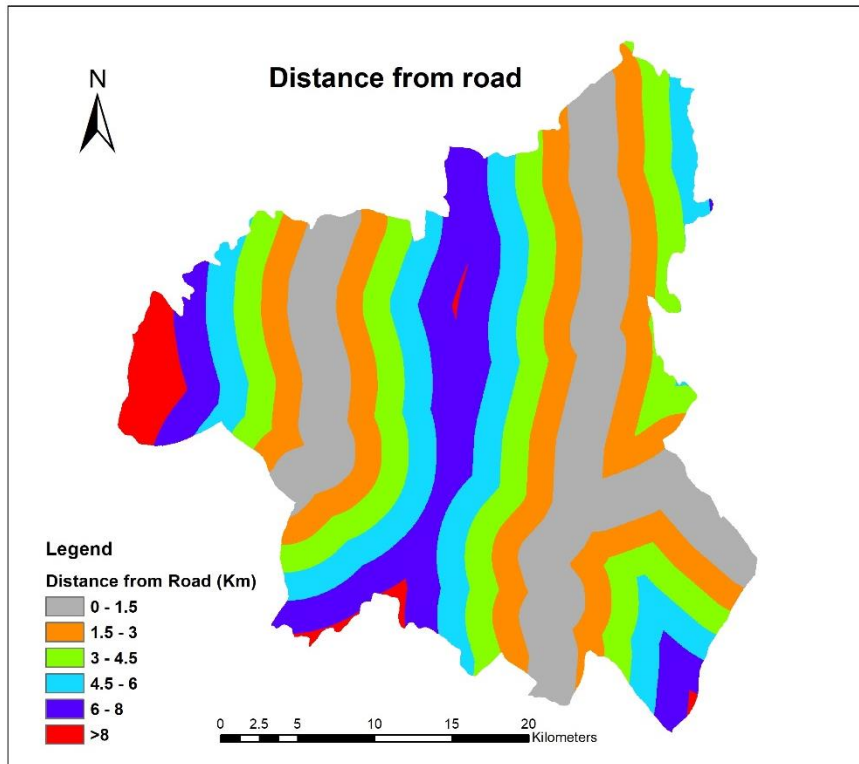 Distance from road
N
Legend
Distance from Road (Km)
0 - 1.5
1.5 - 3
3 - 4.5
4.5 - 6
6 - 8
>8
0 2.5 5 10 15 20
Kilometers